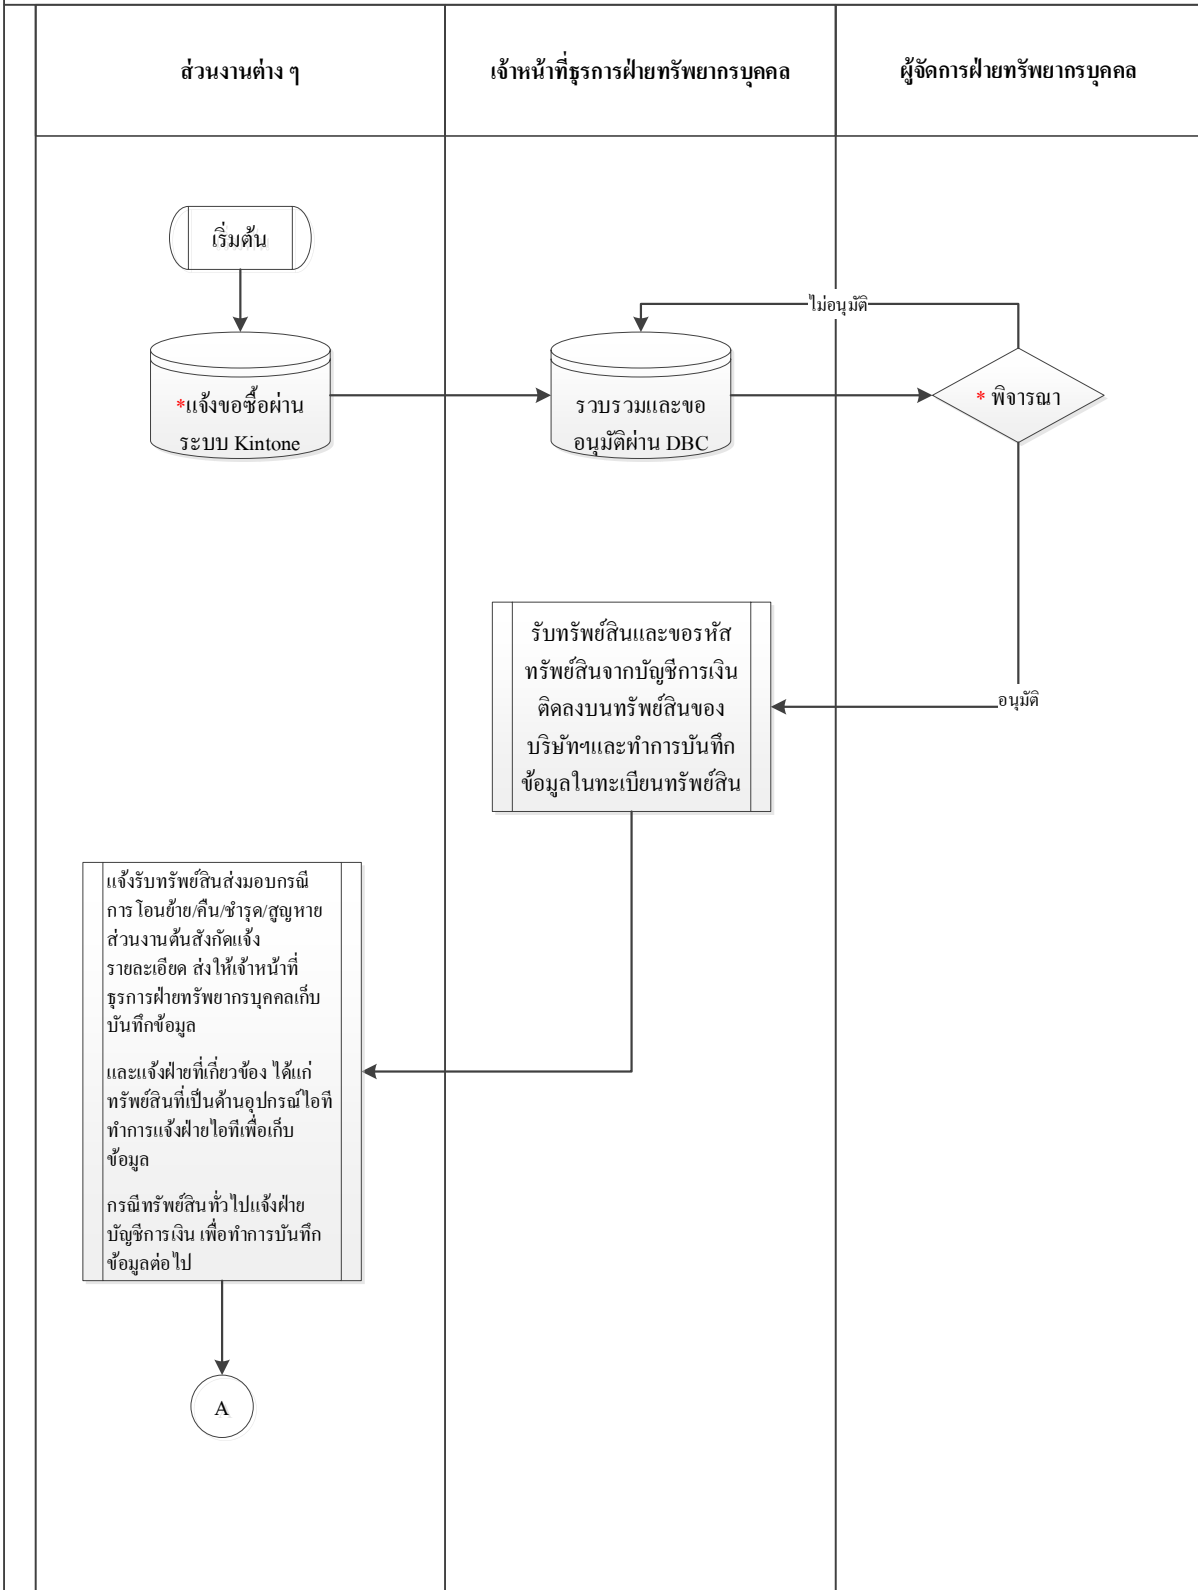 ส่วนงานต่าง ๆ
เจ้าหน้าที่ธุรการฝ่ายทรัพยากรบุคคล
ผู้จัดการฝ่ายทรัพยากรบุคคล
เริ่มต้น
*แจ้งขอซื้อผ่าน
ระบบ Kintone
รวบรวมและขอ
อนุมัติผ่าน DBC
ไม่อนุมัติ
* พิจารณา
อนุมัติ
รับทรัพย์สินและขอรหัส
ทรัพย์สินจากบัญชีการเงิน
ติดลงบนทรัพย์สินของ
บริษัทฯและทำการบันทึก
ข้อมูลในทะเบียนทรัพย์สิน
แจ้งรับทรัพย์สินส่งมอบกรณี
การโอนย้าย/คืน/ชำรุด/สูญหาย
ส่วนงานต้นสังกัดแจ้ง
รายละเอียด ส่งให้เจ้าหน้าที่
ธุรการฝ่ายทรัพยากรบุคคลเก็บ
บันทึกข้อมูล
และแจ้งฝ่ายที่เกี่ยวข้อง ได้แก่
ทรัพย์สินที่เป็นด้านอุปกรณ์ไอที
ทำการแจ้งฝ่ายไอทีเพื่อเก็บ
ข้อมูล
กรณีทรัพย์สินทั่วไปแจ้งฝ่าย
บัญชีการเงิน เพื่อทำการบันทึก
ข้อมูลต่อไป
A